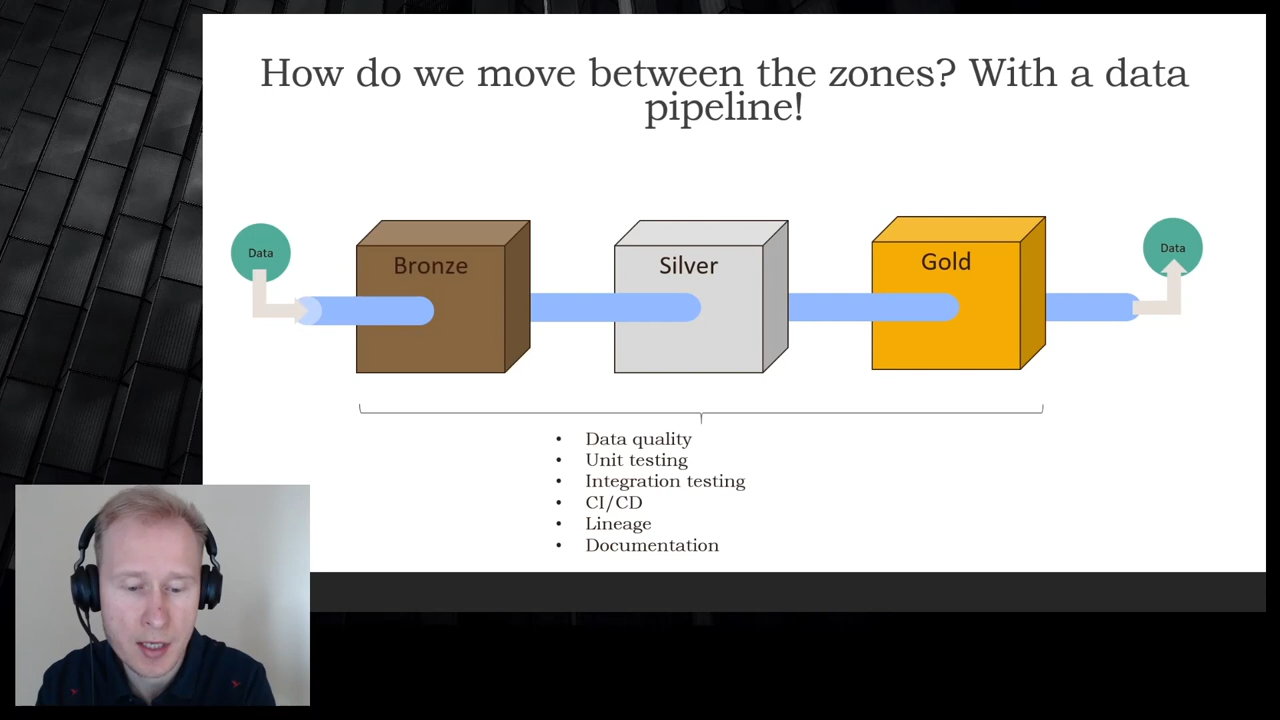 How do we move between the zones? With a data
pipeline!
Data
Bronze
Silver
Gold
Data
• Data quality
• Unit testing
• Integration testing
• CI/CD
• Lineage
• Documentation